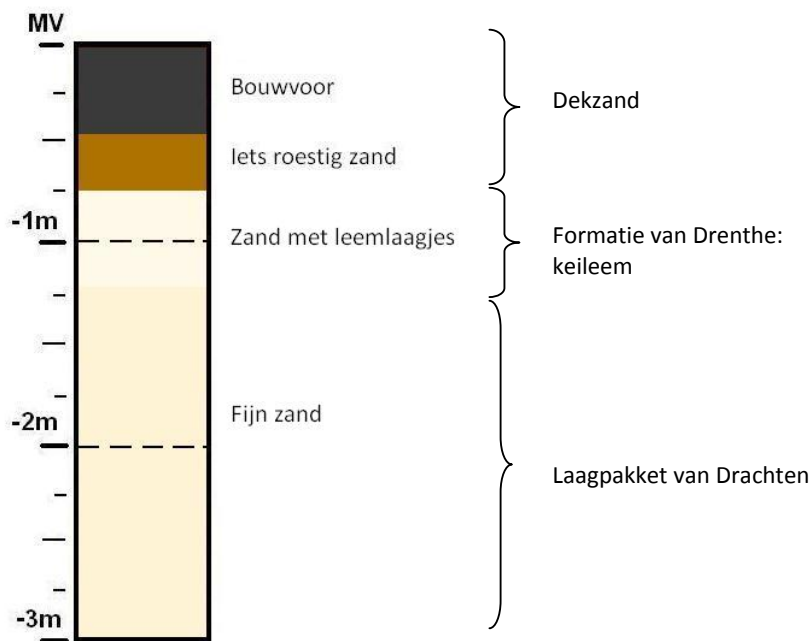 MV
Bouwvoor
Dekzand
Iets roestig zand
-1m
Zand met leemlaagjes
Formatie van Drenthe:
keileem
-2m
Fijn zand
Laagpakket van Drachten
-3m